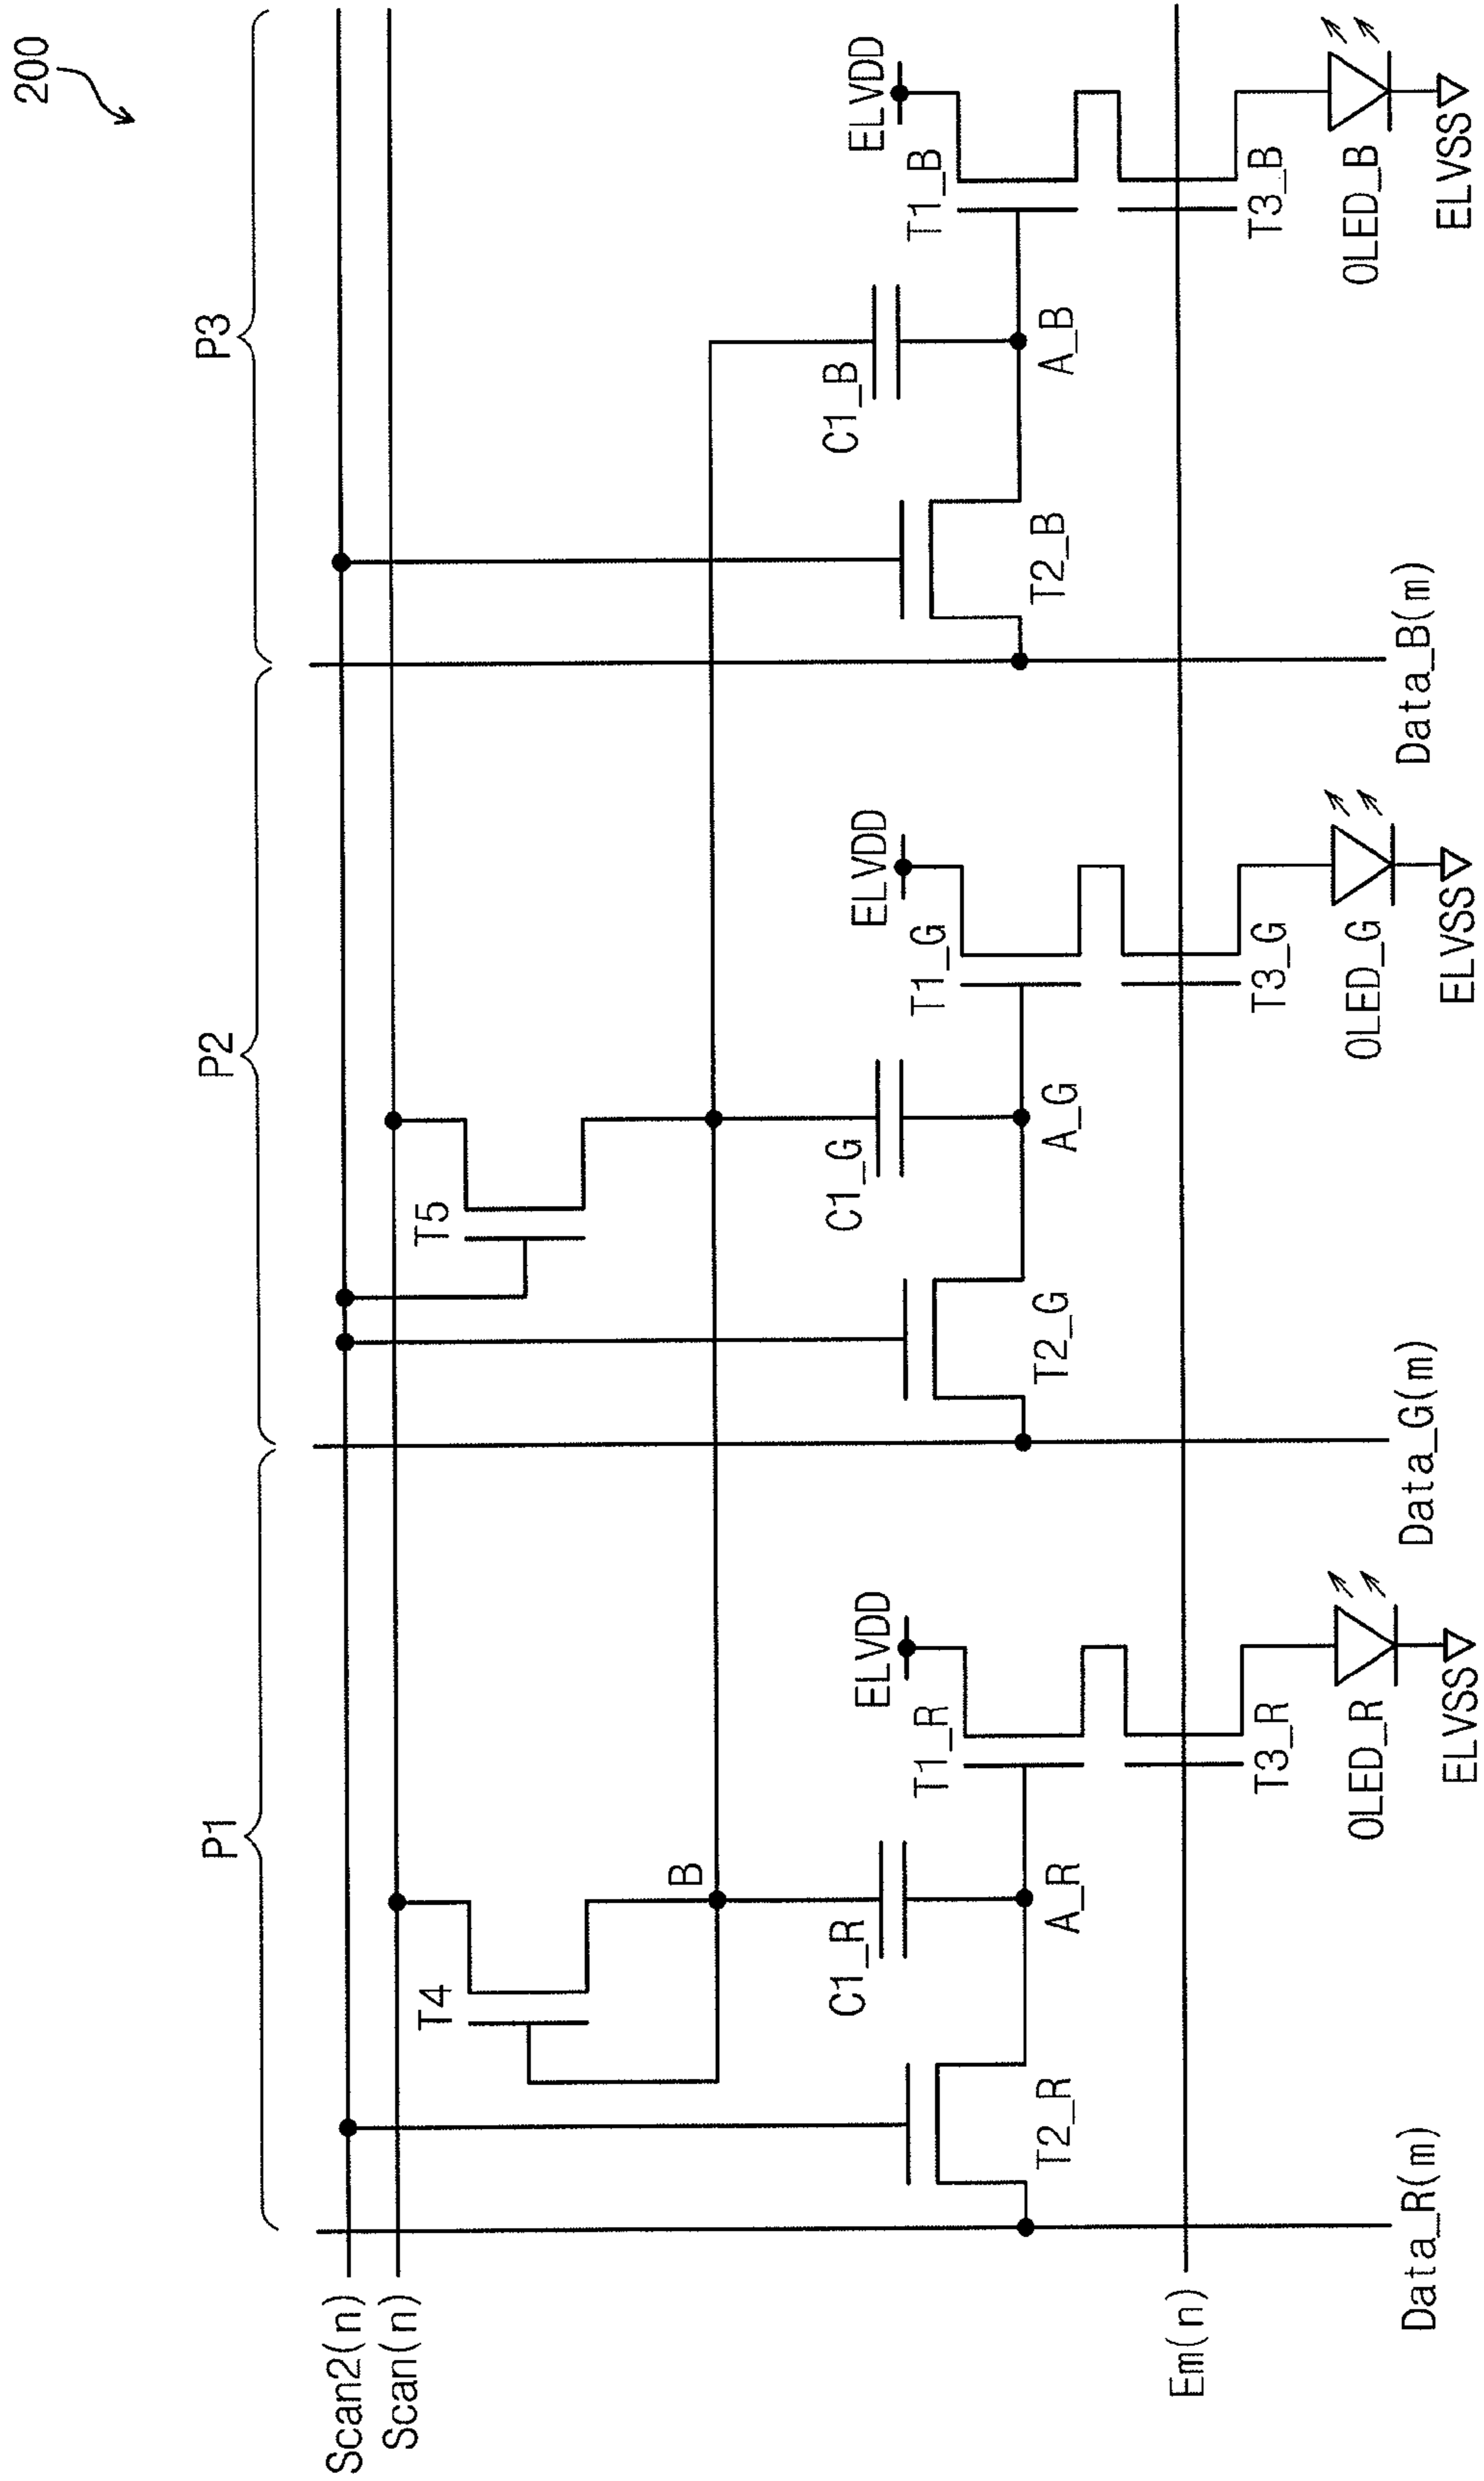 200
P1
P2
P3
Scan2(n)
Scan(n)
T4
T5
B
C1_R
C1_G
C1_B
ELVDD
ELVDD
ELVDD
T1_R
T1_G
T1_B
T2_R
A_R
T2_G
A_G
T2_B
A_B
Em(n)
T3_R
T3_G
T3_B
OLED_R
OLED_G
OLED_B
Data_R(m)
Data_G(m)
Data_B(m)
ELVSS
ELVSS
ELVSS